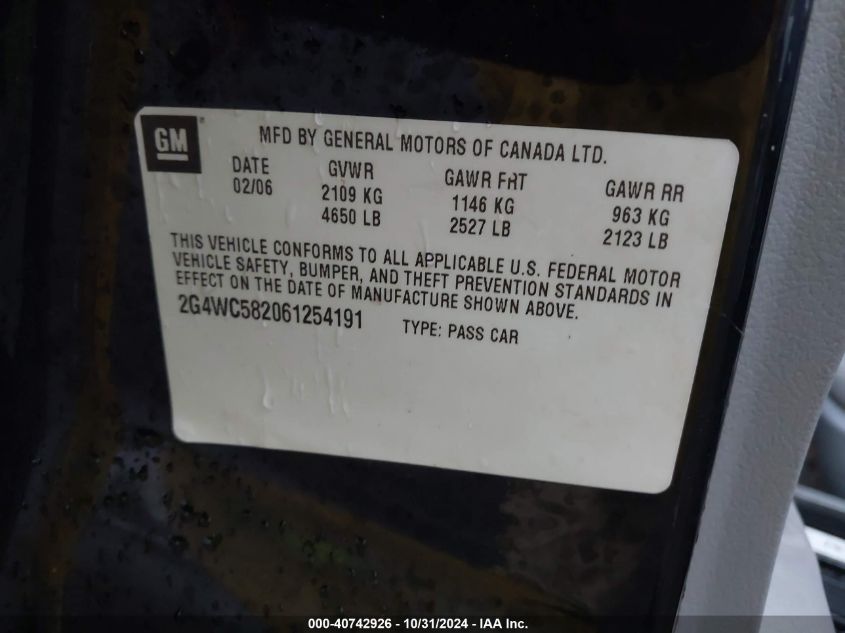 GM
MFD BY GENERAL MOTORS OF CANADA LTD.
DATE GVWR GAWR FRT GAWR RR
02/06 2109 KG 1146 KG 963 KG
4650 LB 2527 LB 2123 LB
THIS VEHICLE CONFORMS TO ALL APPLICABLE U.S. FEDERAL MOTOR
VEHICLE SAFETY, BUMPER, AND THEFT PREVENTION STANDARDS IN
EFFECT ON THE DATE OF MANUFACTURE SHOWN ABOVE.
2G4WC582061254191 TYPE: PASS CAR
000-40742926 - 10/31/2024 - IAA Inc.